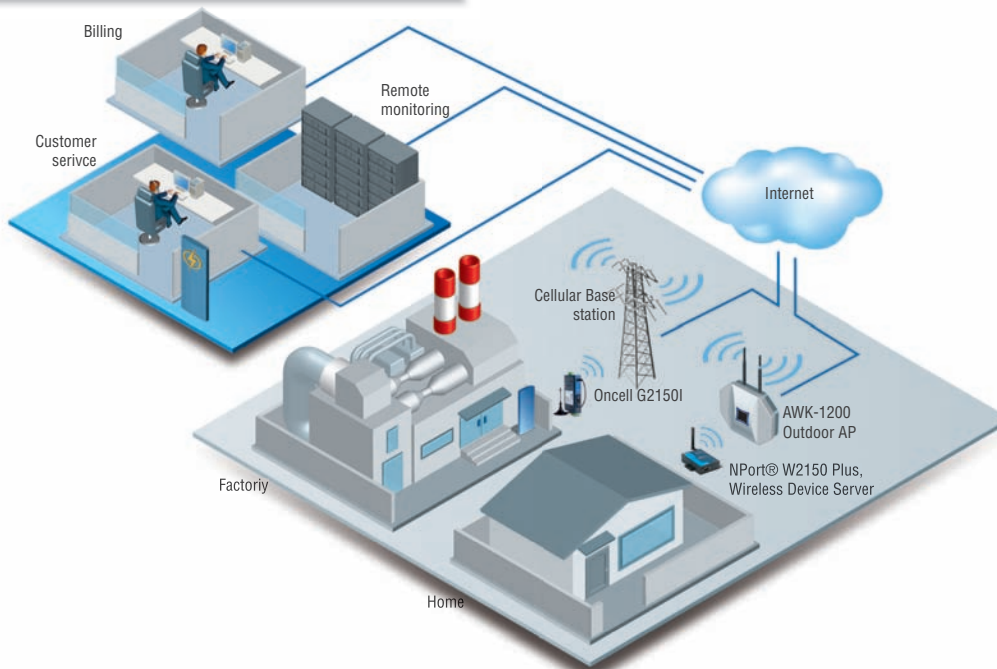 Billing
Remote
monitoring
Customer
serivce
Internet
Cellular Base
station
Oncell G2150I
AWK-1200
Outdoor AP
NPort® W2150 Plus,
Wireless Device Server
Factoriy
Home